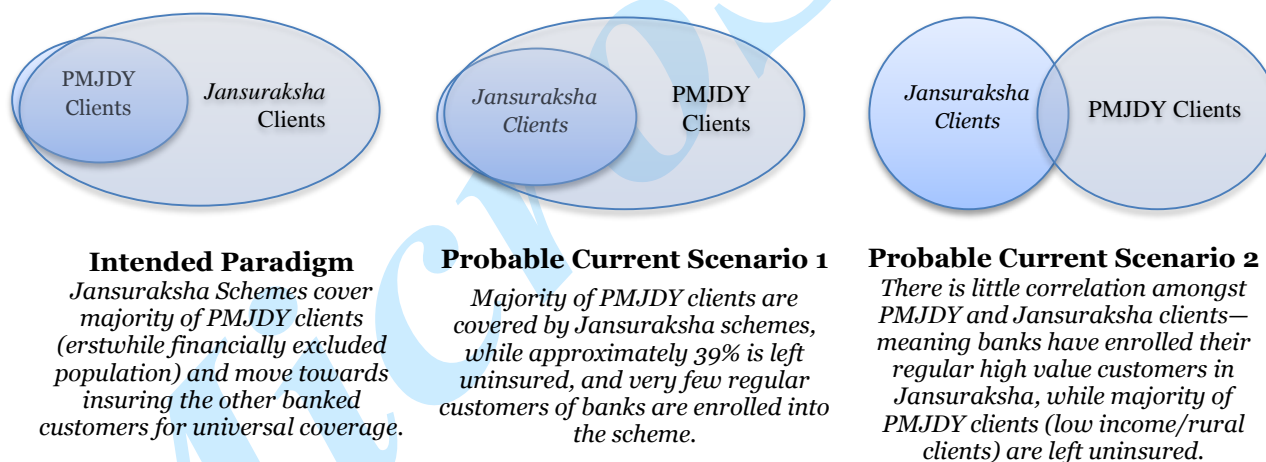 PMJDY
Clients
Jansuraksha
Clients
Jansuraksha
Clients
PMJDY
Clients
Jansuraksha
Clients
PMJDY Clients
Intended Paradigm
Jansuraksha Schemes cover
majority of PMJDY clients
(erstwhile financially excluded
population) and move towards
insuring the other banked
customers for universal coverage.
Probable Current Scenario 1
Majority of PMJDY clients are
covered by Jansuraksha schemes,
while approximately 39% is left
uninsured, and very few regular
customers of banks are enrolled into
the scheme.
Probable Current Scenario 2
There is little correlation amongst
PMJDY and Jansuraksha clients—
meaning banks have enrolled their
regular high value customers in
Jansuraksha, while majority of
PMJDY clients (low income/rural
clients) are left uninsured.